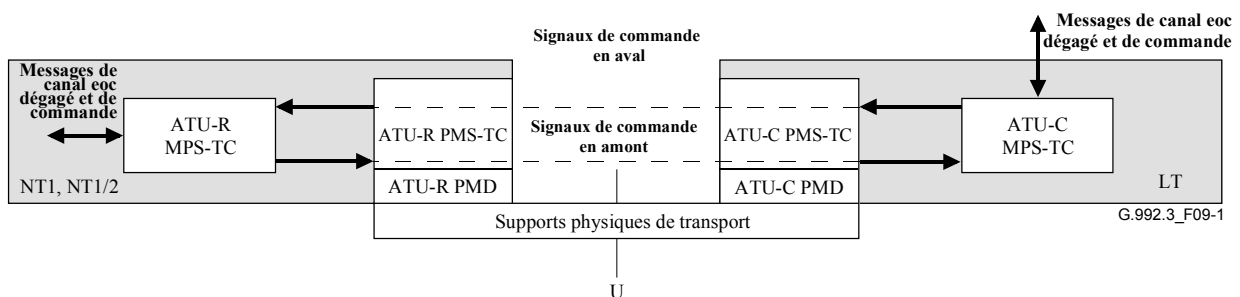 Messages de canal eoc
dégagé et de commande
Signaux de commande
en aval
Messages de
canal eoc
dégagé et de
commande
ATU-R
MPS-TC
ATU-R PMS-TC
Signaux de commande
en amont
ATU-C PMS-TC
ATU-C
MPS-TC
NT1, NT1/2
ATU-R PMD
ATU-C PMD
LT
Supports physiques de transport
G.992.3_F09-1
U